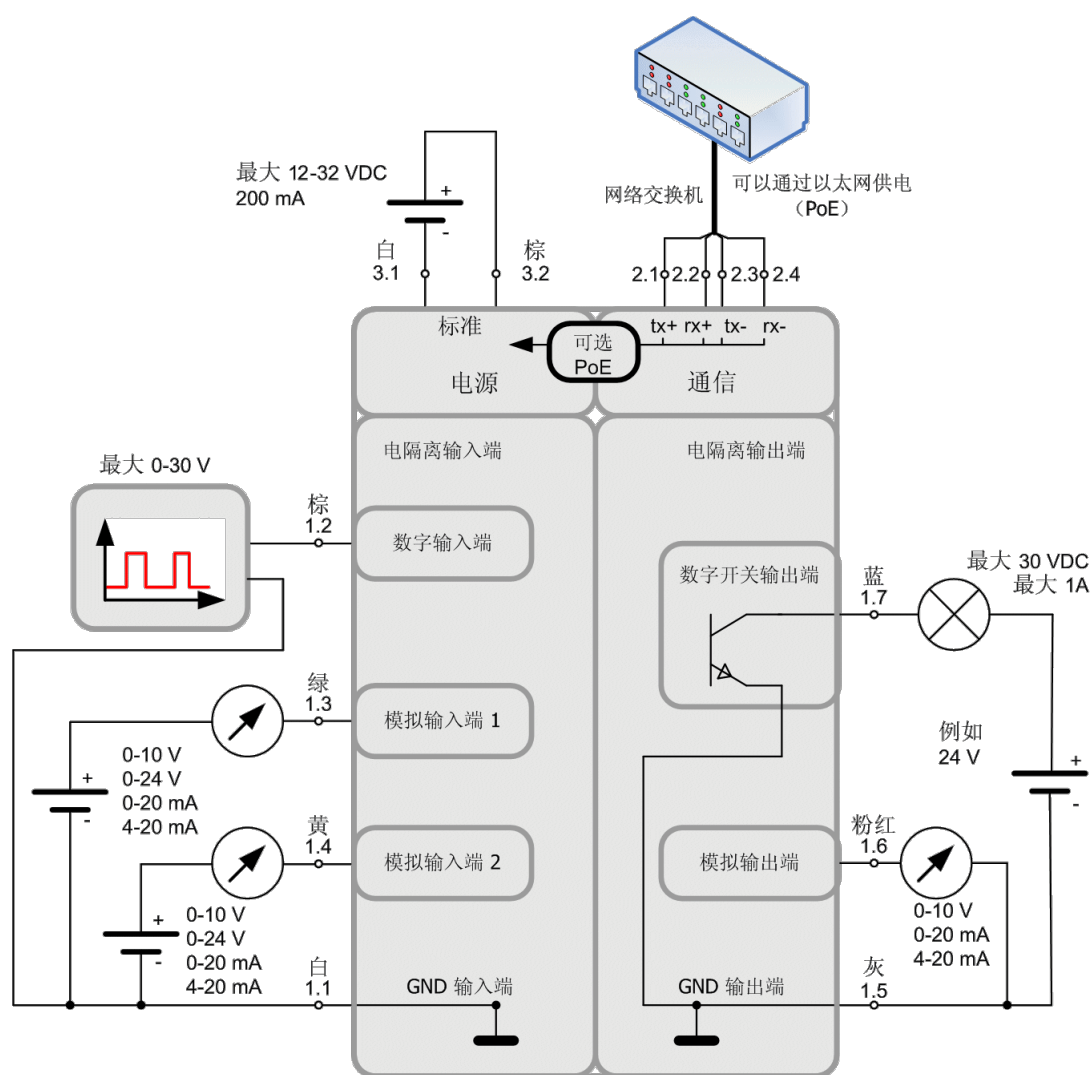 最大 12-32 VDC
200 mA
+
-
白
3.1
棕
3.2
网络交换机
可以通过以太网供电
（PoE）
2.1
2.2
2.3
2.4
标准
tx+ rx+ tx- rx-
可选
PoE
电源
通信
电隔离输入端
电隔离输出端
最大 0-30 V
棕
1.2
数字输入端
数字开关输出端
蓝
1.7
最大 30 VDC
最大 1A
绿
1.3
模拟输入端 1
0-10 V
0-24 V
0-20 mA
4-20 mA
+
-
例如
24 V
+
-
黄
1.4
模拟输入端 2
0-10 V
0-24 V
0-20 mA
4-20 mA
+
-
粉红
1.6
模拟输出端
0-10 V
0-20 mA
4-20 mA
白
1.1
GND 输入端
GND 输出端
灰
1.5